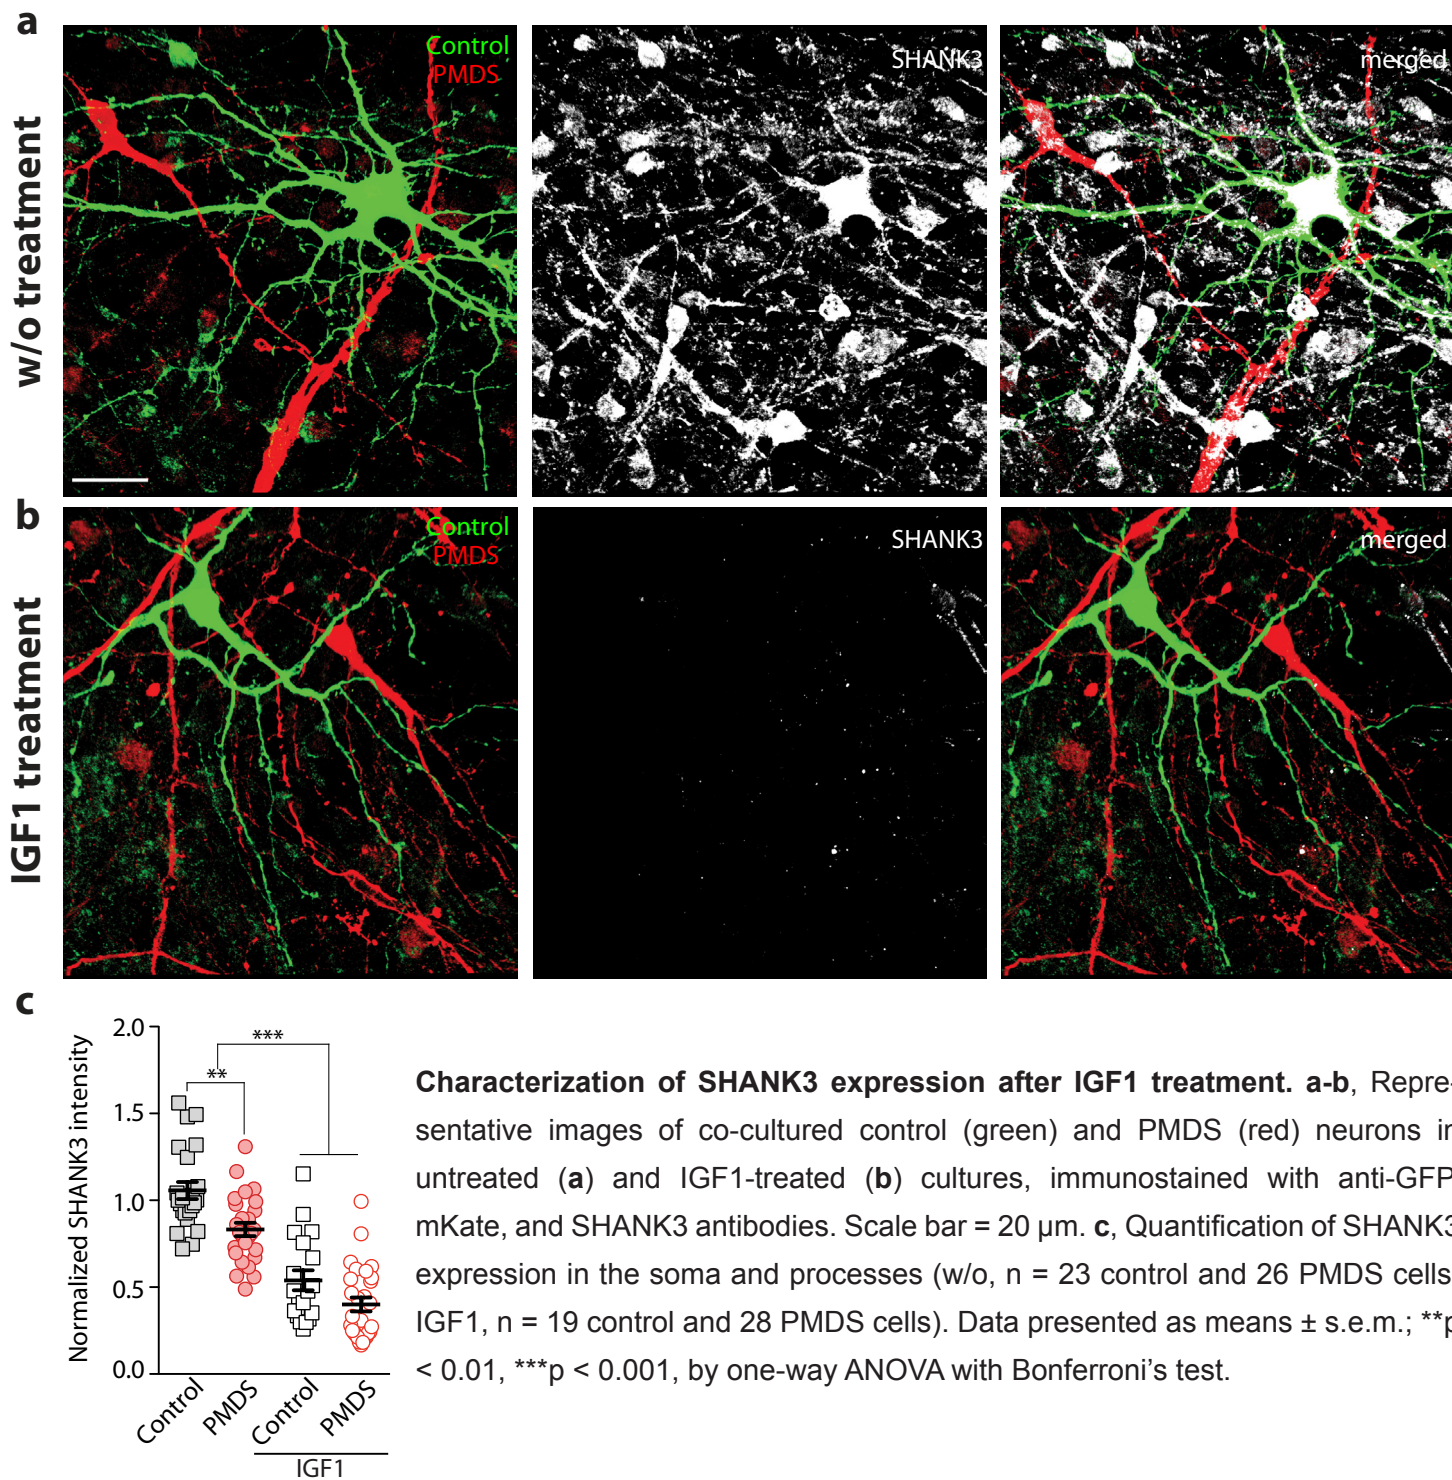 a
w/o treatment
Control
PMDS
SHANK3
merged
b
IGF1 treatment
Control
PMDS
SHANK3
merged
c
Normalized SHANK3 intensity
2.0
1.5
1.0
0.5
0.0
***
**
Control
PMDS
Control
PMDS
IGF1
Characterization of SHANK3 expression after IGF1 treatment. a-b, Repre-
sentative images of co-cultured control (green) and PMDS (red) neurons in
untreated (a) and IGF1-treated (b) cultures, immunostained with anti-GFP
mKate, and SHANK3 antibodies. Scale bar = 20 μm. c, Quantification of SHANK3
expression in the soma and processes (w/o, n = 23 control and 26 PMDS cells
IGF1, n = 19 control and 28 PMDS cells). Data presented as means ± s.e.m.; **p
< 0.01, ***p < 0.001, by one-way ANOVA with Bonferroni's test.